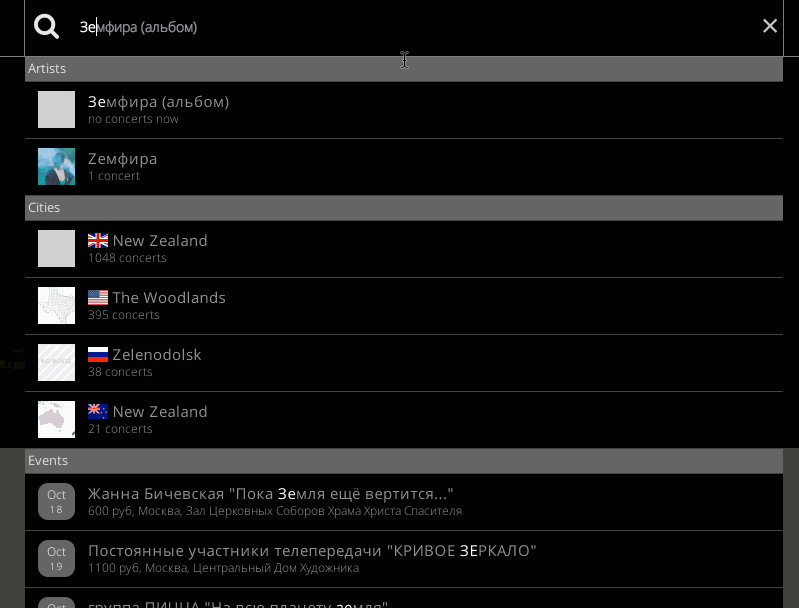 Земфира (альбом)
Artists
Земфира (альбом)
no concerts now
Zемфира
1 concert
Cities
New Zealand
1048 concerts
The Woodlands
395 concerts
Zelenodolsk
38 concerts
New Zealand
21 concerts
Events
Oct
18
Жанна Бичевская "Пока Земля ещё вертится..."
600 руб, Москва, Зал Церковных Соборов Храма Христа Спасителя
Oct
19
Постоянные участники телепередачи "КРИВОЕ ЗЕРКАЛО"
1100 руб, Москва, Центральный Дом Художника
Oct
группа ПИЦЦА "На всю планету земля"